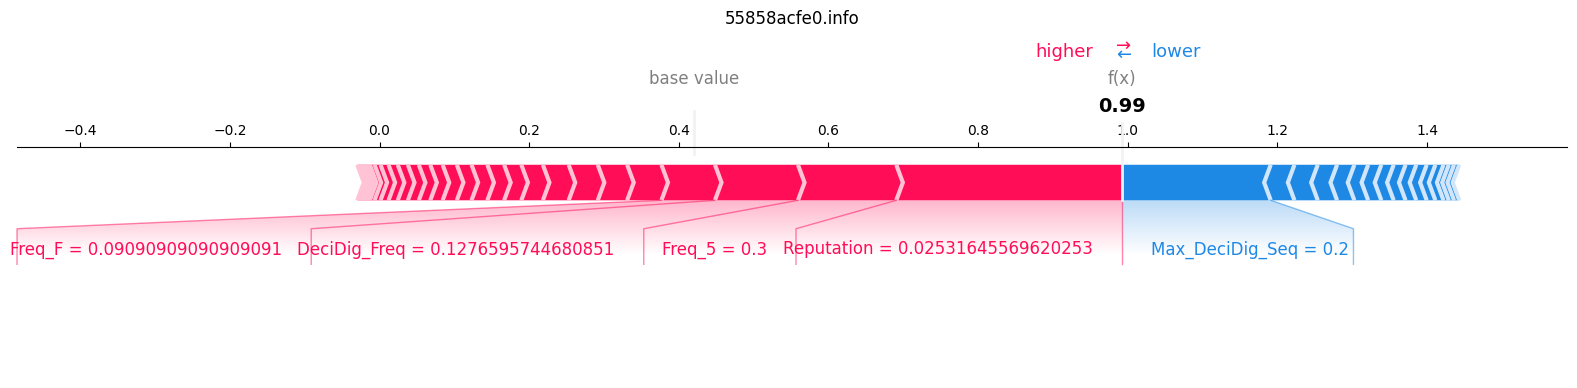 55858acfe0.info
higher ⇄ lower
base value f(x)
0.99
−0.4 −0.2 0.0 0.2 0.4 0.6 0.8 1.0 1.2 1.4
Freq_F = 0.09090909090909091 DeciDig_Freq = 0.1276595744680851 Freq_5 = 0.3 Reputation = 0.02531645569620253 Max_DeciDig_Seq = 0.2